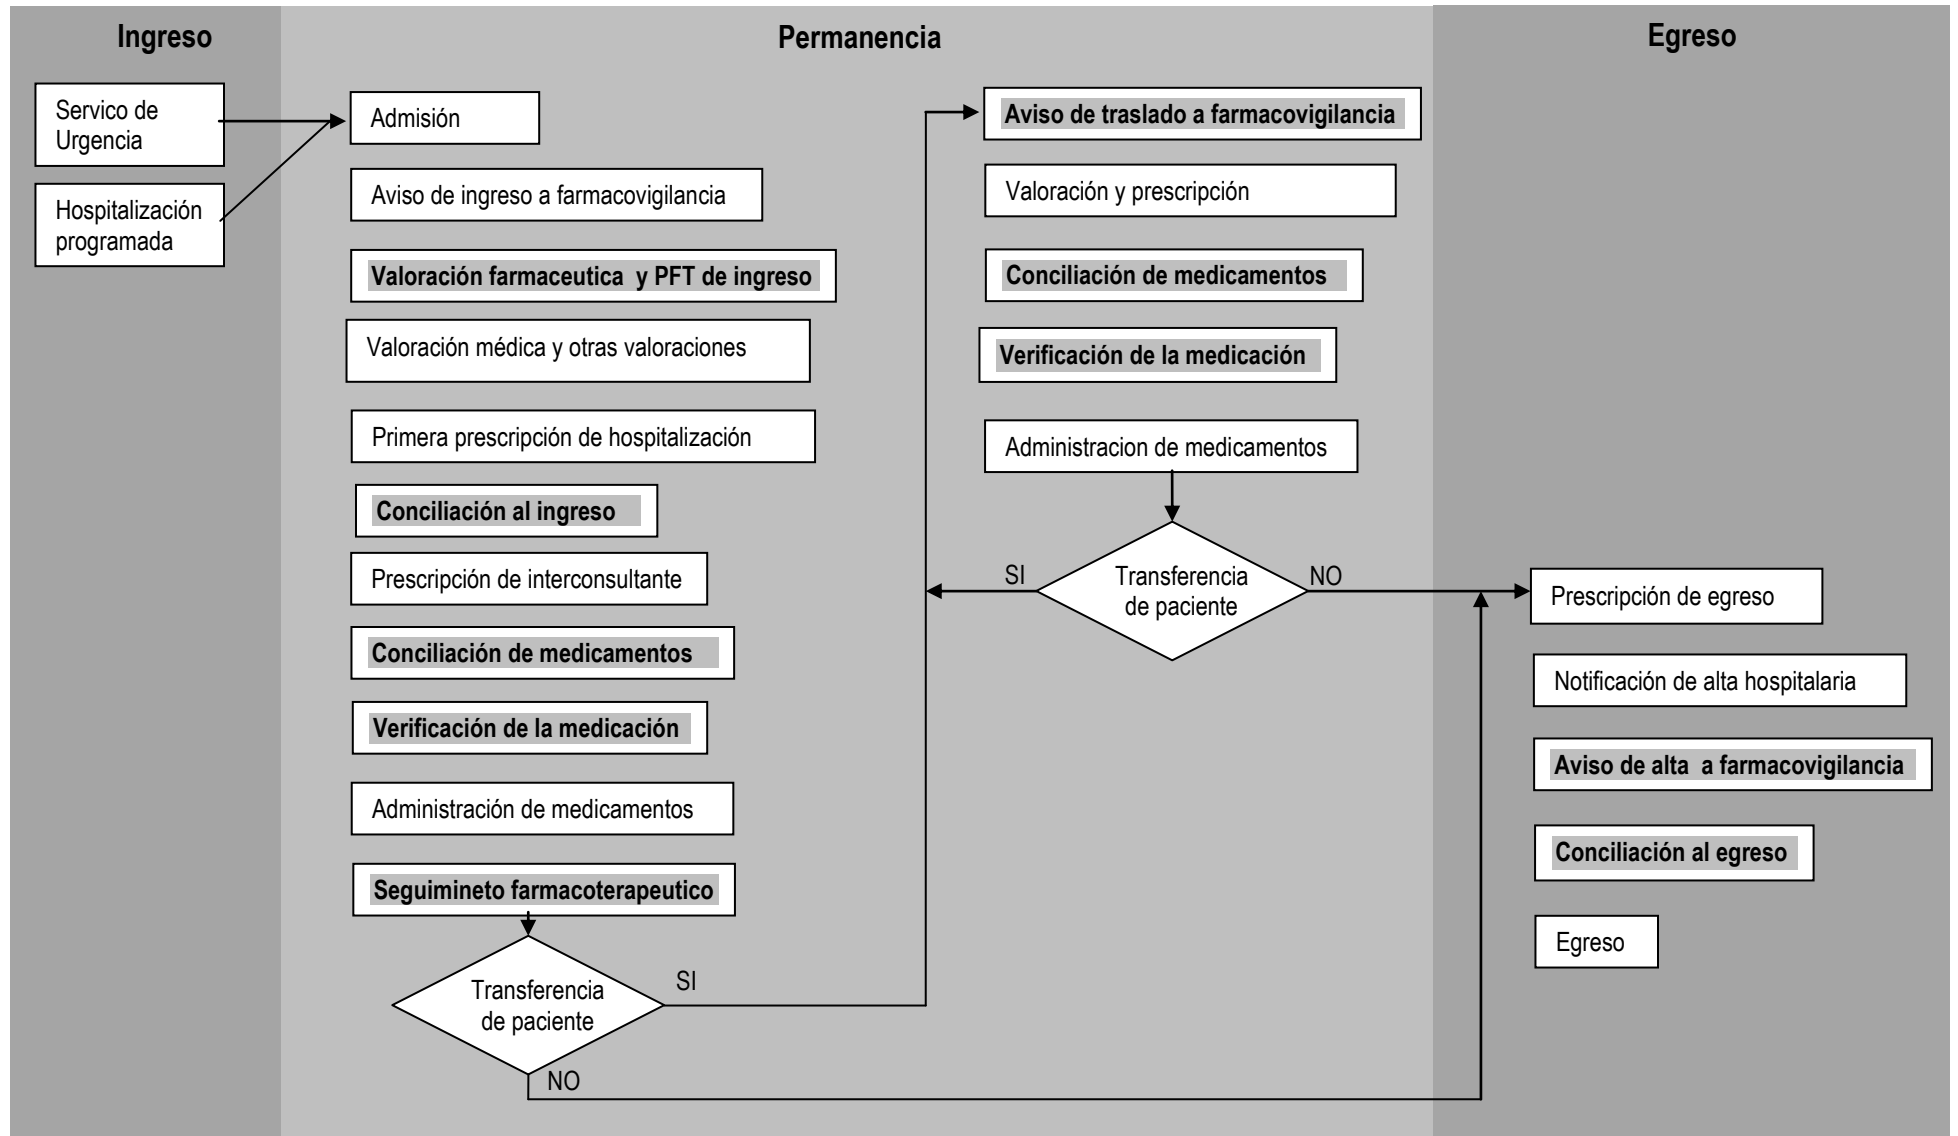 Ingreso
Permanencia
Egreso
Servico de
Urgencia
Hospitalización
programada
Admisión
Aviso de ingreso a farmacovigilancia
Valoración farmaceutica y PFT de ingreso
Valoración médica y otras valoraciones
Primera prescripción de hospitalización
Conciliación al ingreso
Prescripción de interconsultante
Conciliación de medicamentos
Verificación de la medicación
Administración de medicamentos
Seguimineto farmacoterapeutico
Transferencia
de paciente
SI
NO
Aviso de traslado a farmacovigilancia
Valoración y prescripción
Conciliación de medicamentos
Verificación de la medicación
Administracion de medicamentos
SI
Transferencia
de paciente
NO
Prescripción de egreso
Notificación de alta hospitalaria
Aviso de alta a farmacovigilancia
Conciliación al egreso
Egreso